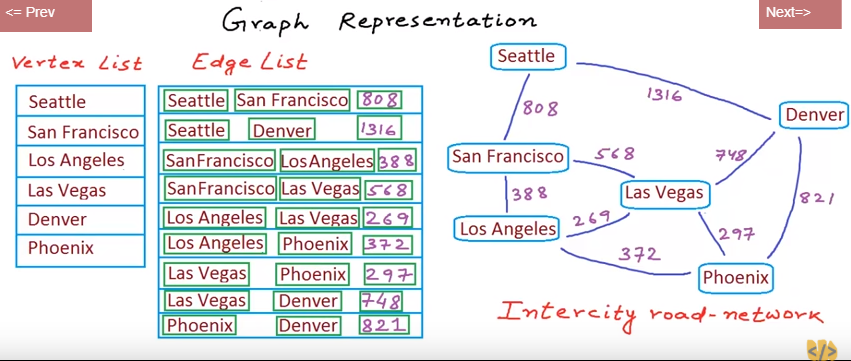 <= Prev
Next=>
Graph Representation
Vertex List
Seattle
San Francisco
Los Angeles
Las Vegas
Denver
Phoenix
Edge List
Seattle San Francisco 808
Seattle Denver 1316
SanFrancisco LosAngeles 388
SanFrancisco Las Vegas 568
Los Angeles Las Vegas 269
Los Angeles Phoenix 372
Las Vegas Phoenix 297
Las Vegas Denver 748
Phoenix Denver 821
Seattle
1316
808
Denver
San Francisco
568
748
388
Las Vegas
821
Los Angeles
269
297
372
Phoenix
Intercity road-network
</>